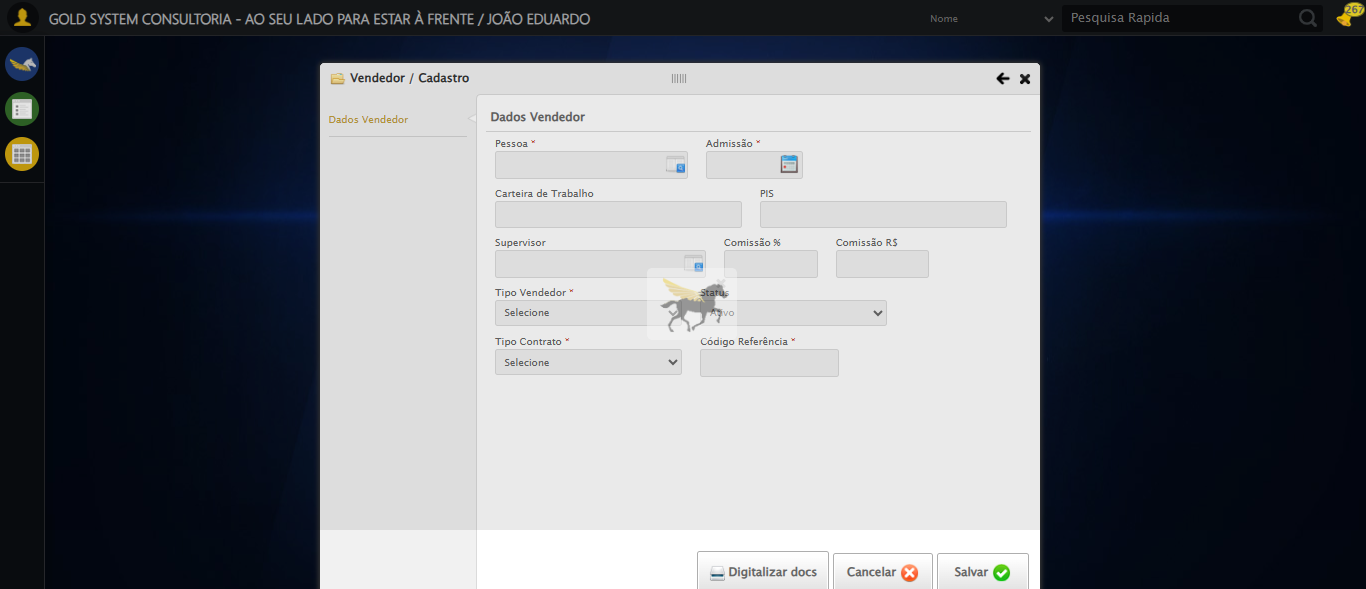 GOLD SYSTEM CONSULTORIA - AO SEU LADO PARA ESTAR À FRENTE / JOÃO EDUARDO
Nome
Pesquisa Rapida
267
Vendedor / Cadastro
Dados Vendedor
Dados Vendedor
Pessoa * Admissão *
Carteira de Trabalho PIS
Supervisor Comissão % Comissão R$
Tipo Vendedor * Status
Selecione Ativo
Tipo Contrato * Código Referência *
Selecione
Digitalizar docs Cancelar Salvar